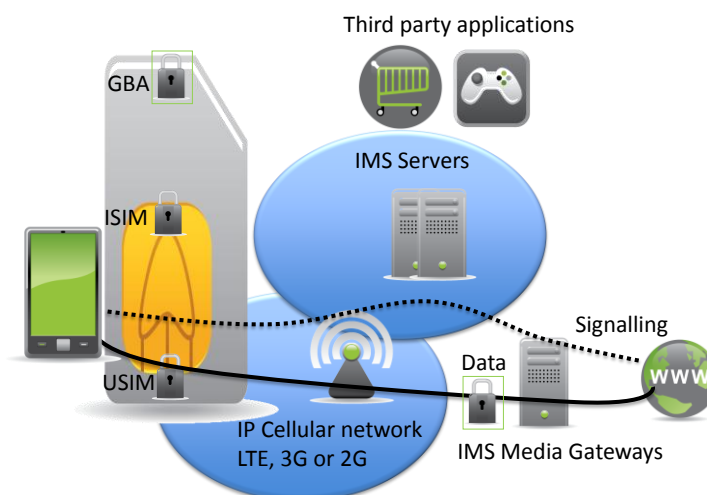 Third party applications
GBA
IMS Servers
ISIM
Signalling
Data
WWW
USIM
IP Cellular network
LTE, 3G or 2G
IMS Media Gateways